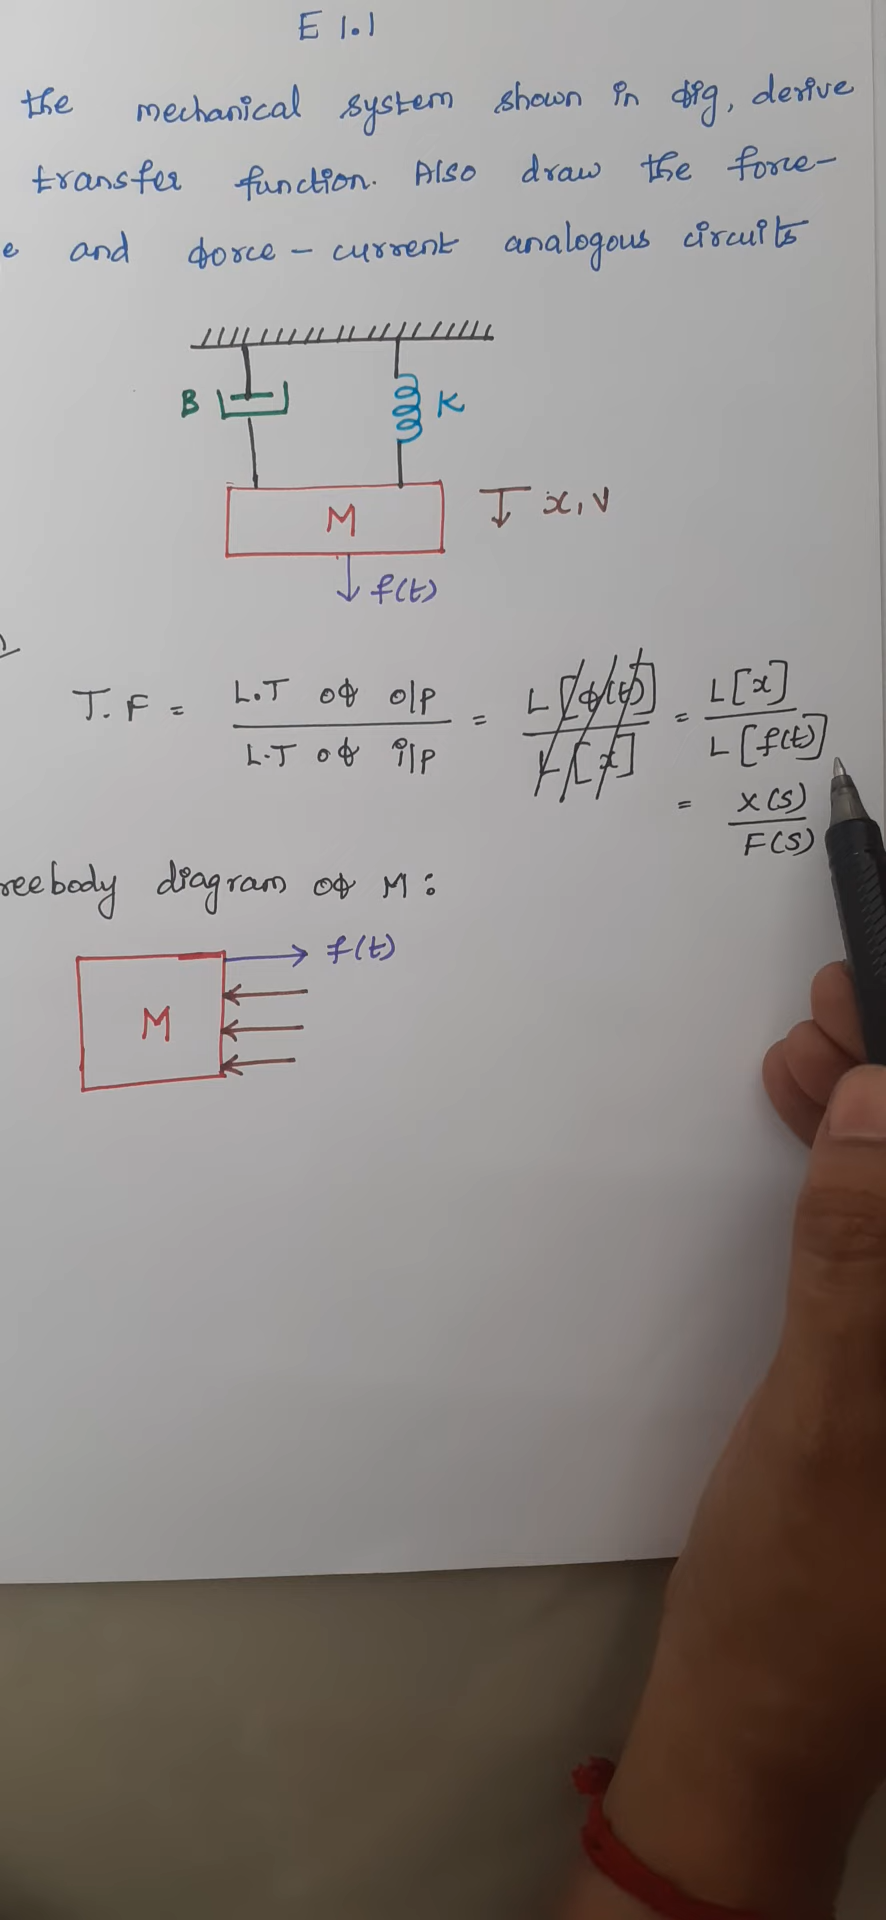 E 1.1
the mechanical system shown in fig, derive
transfer function. Also draw the force-
e and force - current analogous circuits
B
K
M
x, v
f(t)
T.F = L.T of o/p / L.T of i/p = L[f(t)] / L[x] = L[x] / L[f(t)]
= X(s) / F(s)
reebody diagram of M:
f(t)
M